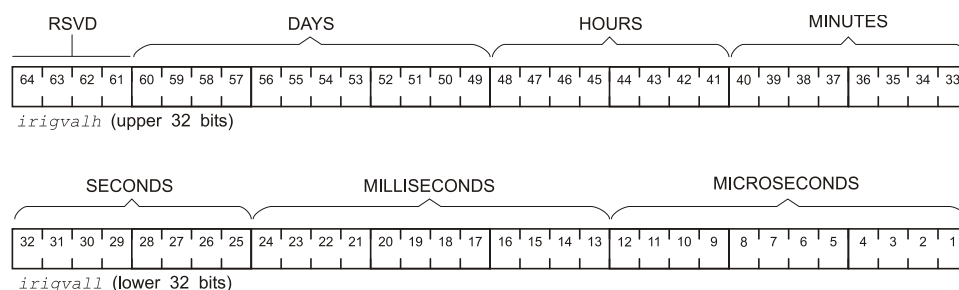 RSVD DAYS HOURS MINUTES
64 63 62 61 60 59 58 57 56 55 54 53 52 51 50 49 48 47 46 45 44 43 42 41 40 39 38 37 36 35 34 33
irigvalh (upper 32 bits)
SECONDS MILLISECONDS MICROSECONDS
32 31 30 29 28 27 26 25 24 23 22 21 20 19 18 17 16 15 14 13 12 11 10 9 8 7 6 5 4 3 2 1
irigvall (lower 32 bits)